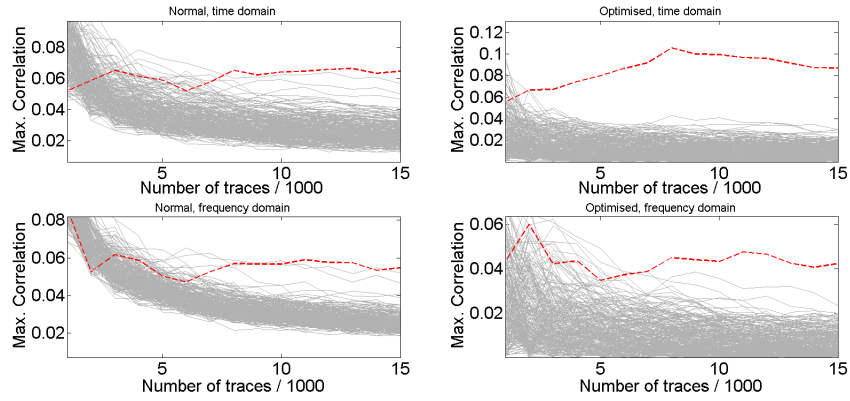 Normal, time domain
Max. Correlation
0.08
0.06
0.04
0.02
5
10
15
Number of traces / 1000
Optimised, time domain
Max. Correlation
0.12
0.1
0.08
0.06
0.04
0.02
5
10
15
Number of traces / 1000
Normal, frequency domain
Max. Correlation
0.08
0.06
0.04
0.02
5
10
15
Number of traces / 1000
Optimised, frequency domain
Max. Correlation
0.06
0.04
0.02
5
10
15
Number of traces / 1000